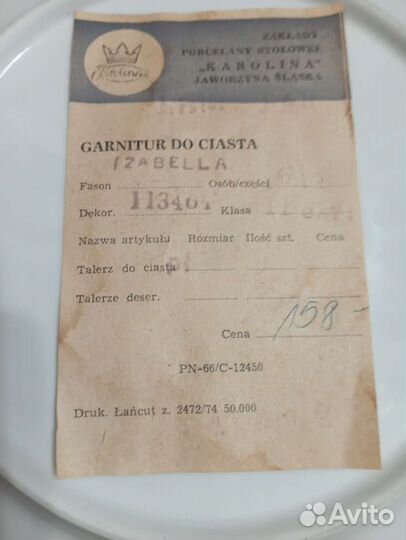 ZAKŁADY
PORCELANY STOŁOWEJ
„KAROLINA”
JAWORZYNA ŚLĄSKA
Karolina
GARNITUR DO CIASTA
IZABELLA
Fason Osób/części
Dekor. 113401 Klasa
Nazwa artykułu Rozmiar Ilość szt. Cena
Talerz do ciasta
Talerze deser.
Cena 158-
PN-66/C-12450
Druk. Łańcut z. 2472/74 50.000
Avito